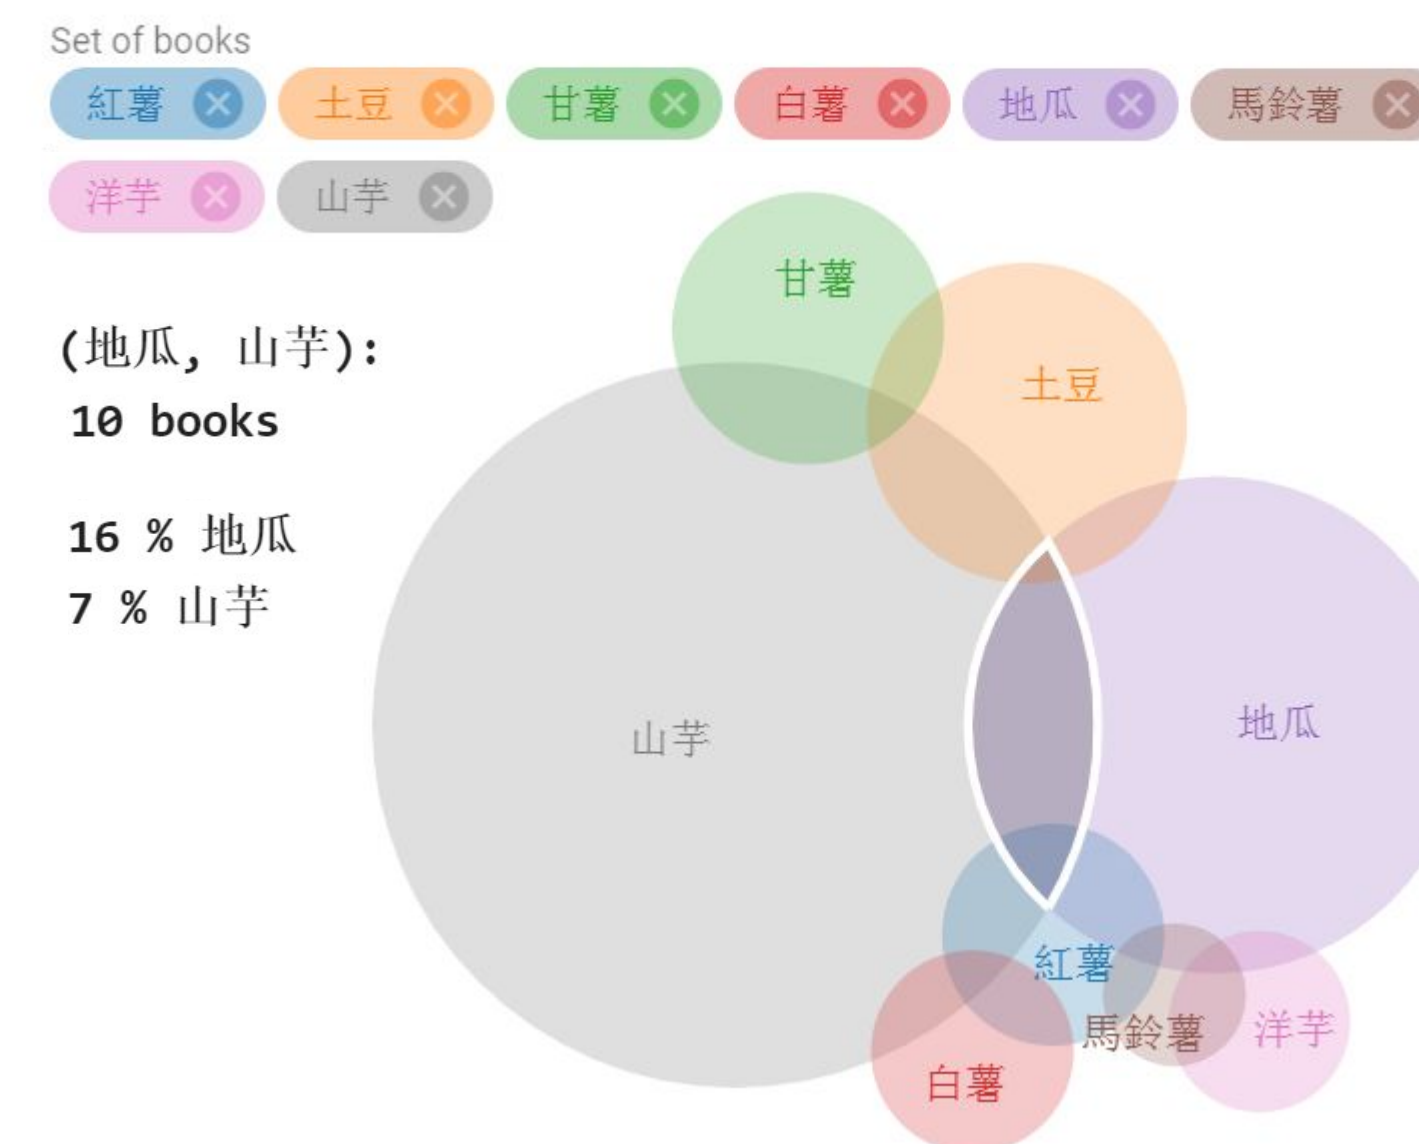 Set of books
紅薯 土豆 甘薯 白薯 地瓜 馬鈴薯
洋芋 山芋
(地瓜, 山芋):
10 books
16 % 地瓜
7 % 山芋
甘薯
土豆
山芋
地瓜
紅薯
馬鈴薯
洋芋
白薯